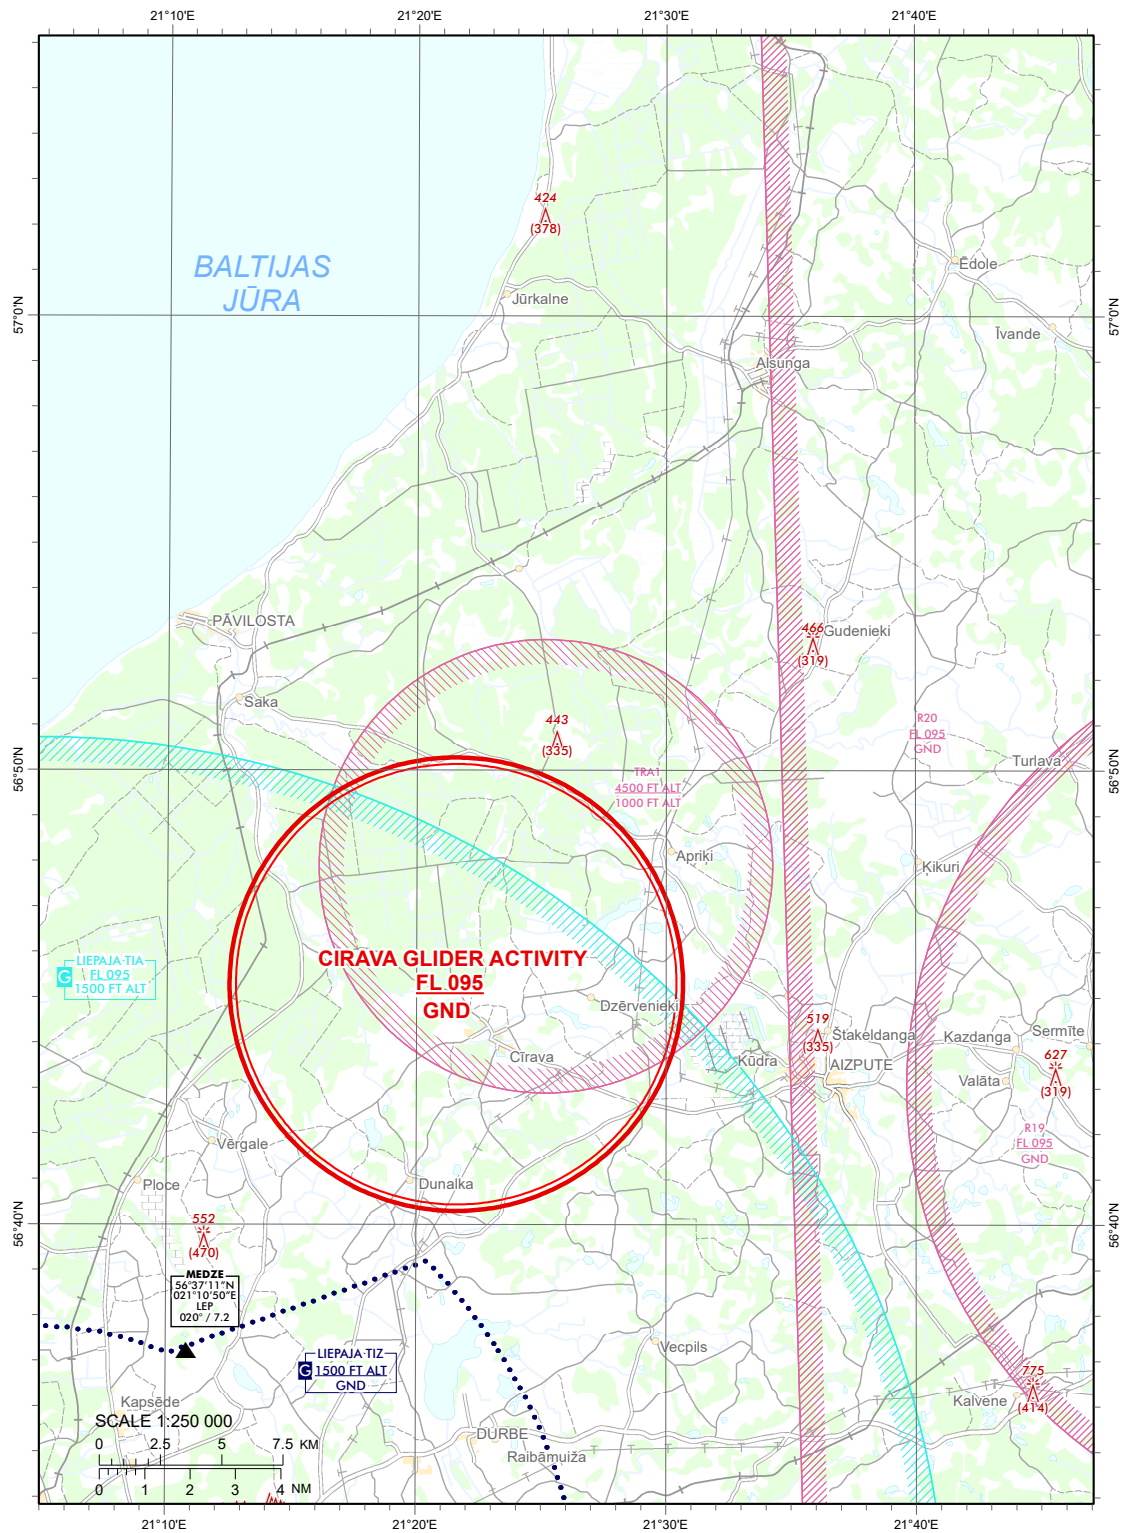 21°10'E
21°20'E
21°30'E
21°40'E
424
(378)
BALTIJAS
JŪRA
Ēdole
Jūrkalne
57°0'N
57°0'N
Īvande
Alsunga
PĀVILOSTA
466
Gudenieki
(319)
Saka
443
(335)
R20
FL 095
GND
Turlava
56°50'N
56°50'N
TRA1
4500 FT ALT
1000 FT ALT
Apriķi
Ķikuri
CIRAVA GLIDER ACTIVITY
FL 095
GND
LIEPAJA TIA
G
FL 095
1500 FT ALT
Dzērvenieki
519
(335)
Štakeldanga
Kazdanga
Sermīte
Cīrava
Kūdra
AIZPUTE
627
(319)
Valāta
R19
FL 095
GND
Vērgale
Ploce
Dunalka
552
(470)
56°40'N
56°40'N
MEDZE
56°37'11"N
021°10'50"E
LEP
020° / 7.2
LIEPAJA TIZ
G
1500 FT ALT
GND
Vecpils
775
(414)
Kalvene
Kapsēde
SCALE 1:250 000
0 2.5 5 7.5 KM
0 1 2 3 4 NM
DURBE
Raibāmuiža
21°10'E
21°20'E
21°30'E
21°40'E